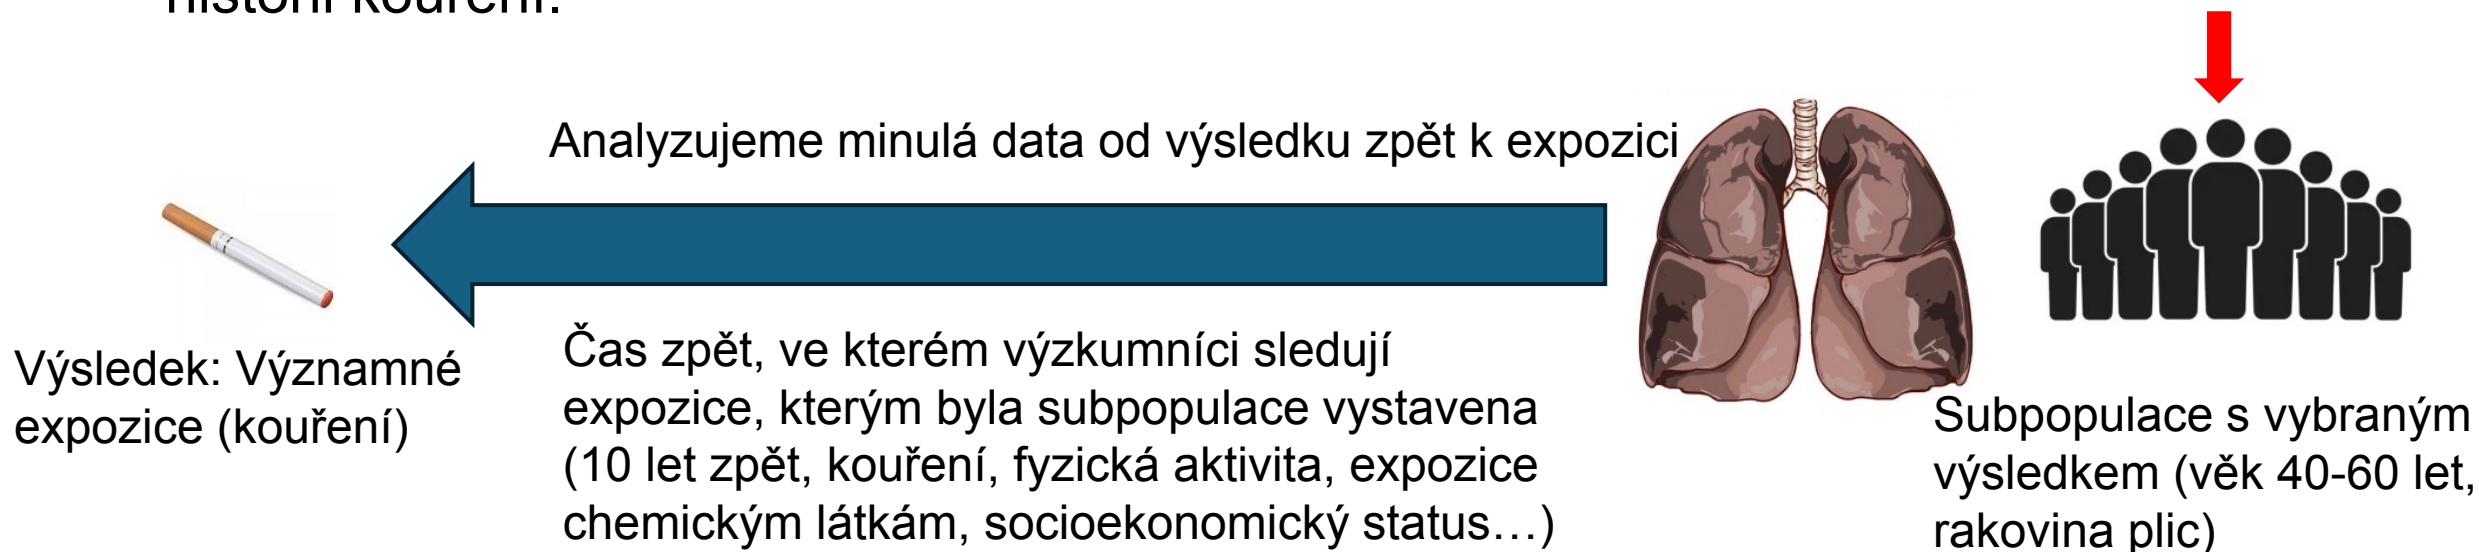 historii kouření.
Analyzujeme minulá data od výsledku zpět k expozici
Výsledek: Významné
expozice (kouření)
Čas zpět, ve kterém výzkumníci sledují
expozice, kterým byla subpopulace vystavena
(10 let zpět, kouření, fyzická aktivita, expozice
chemickým látkám, socioekonomický status…)
Subpopulace s vybraným
výsledkem (věk 40-60 let,
rakovina plic)